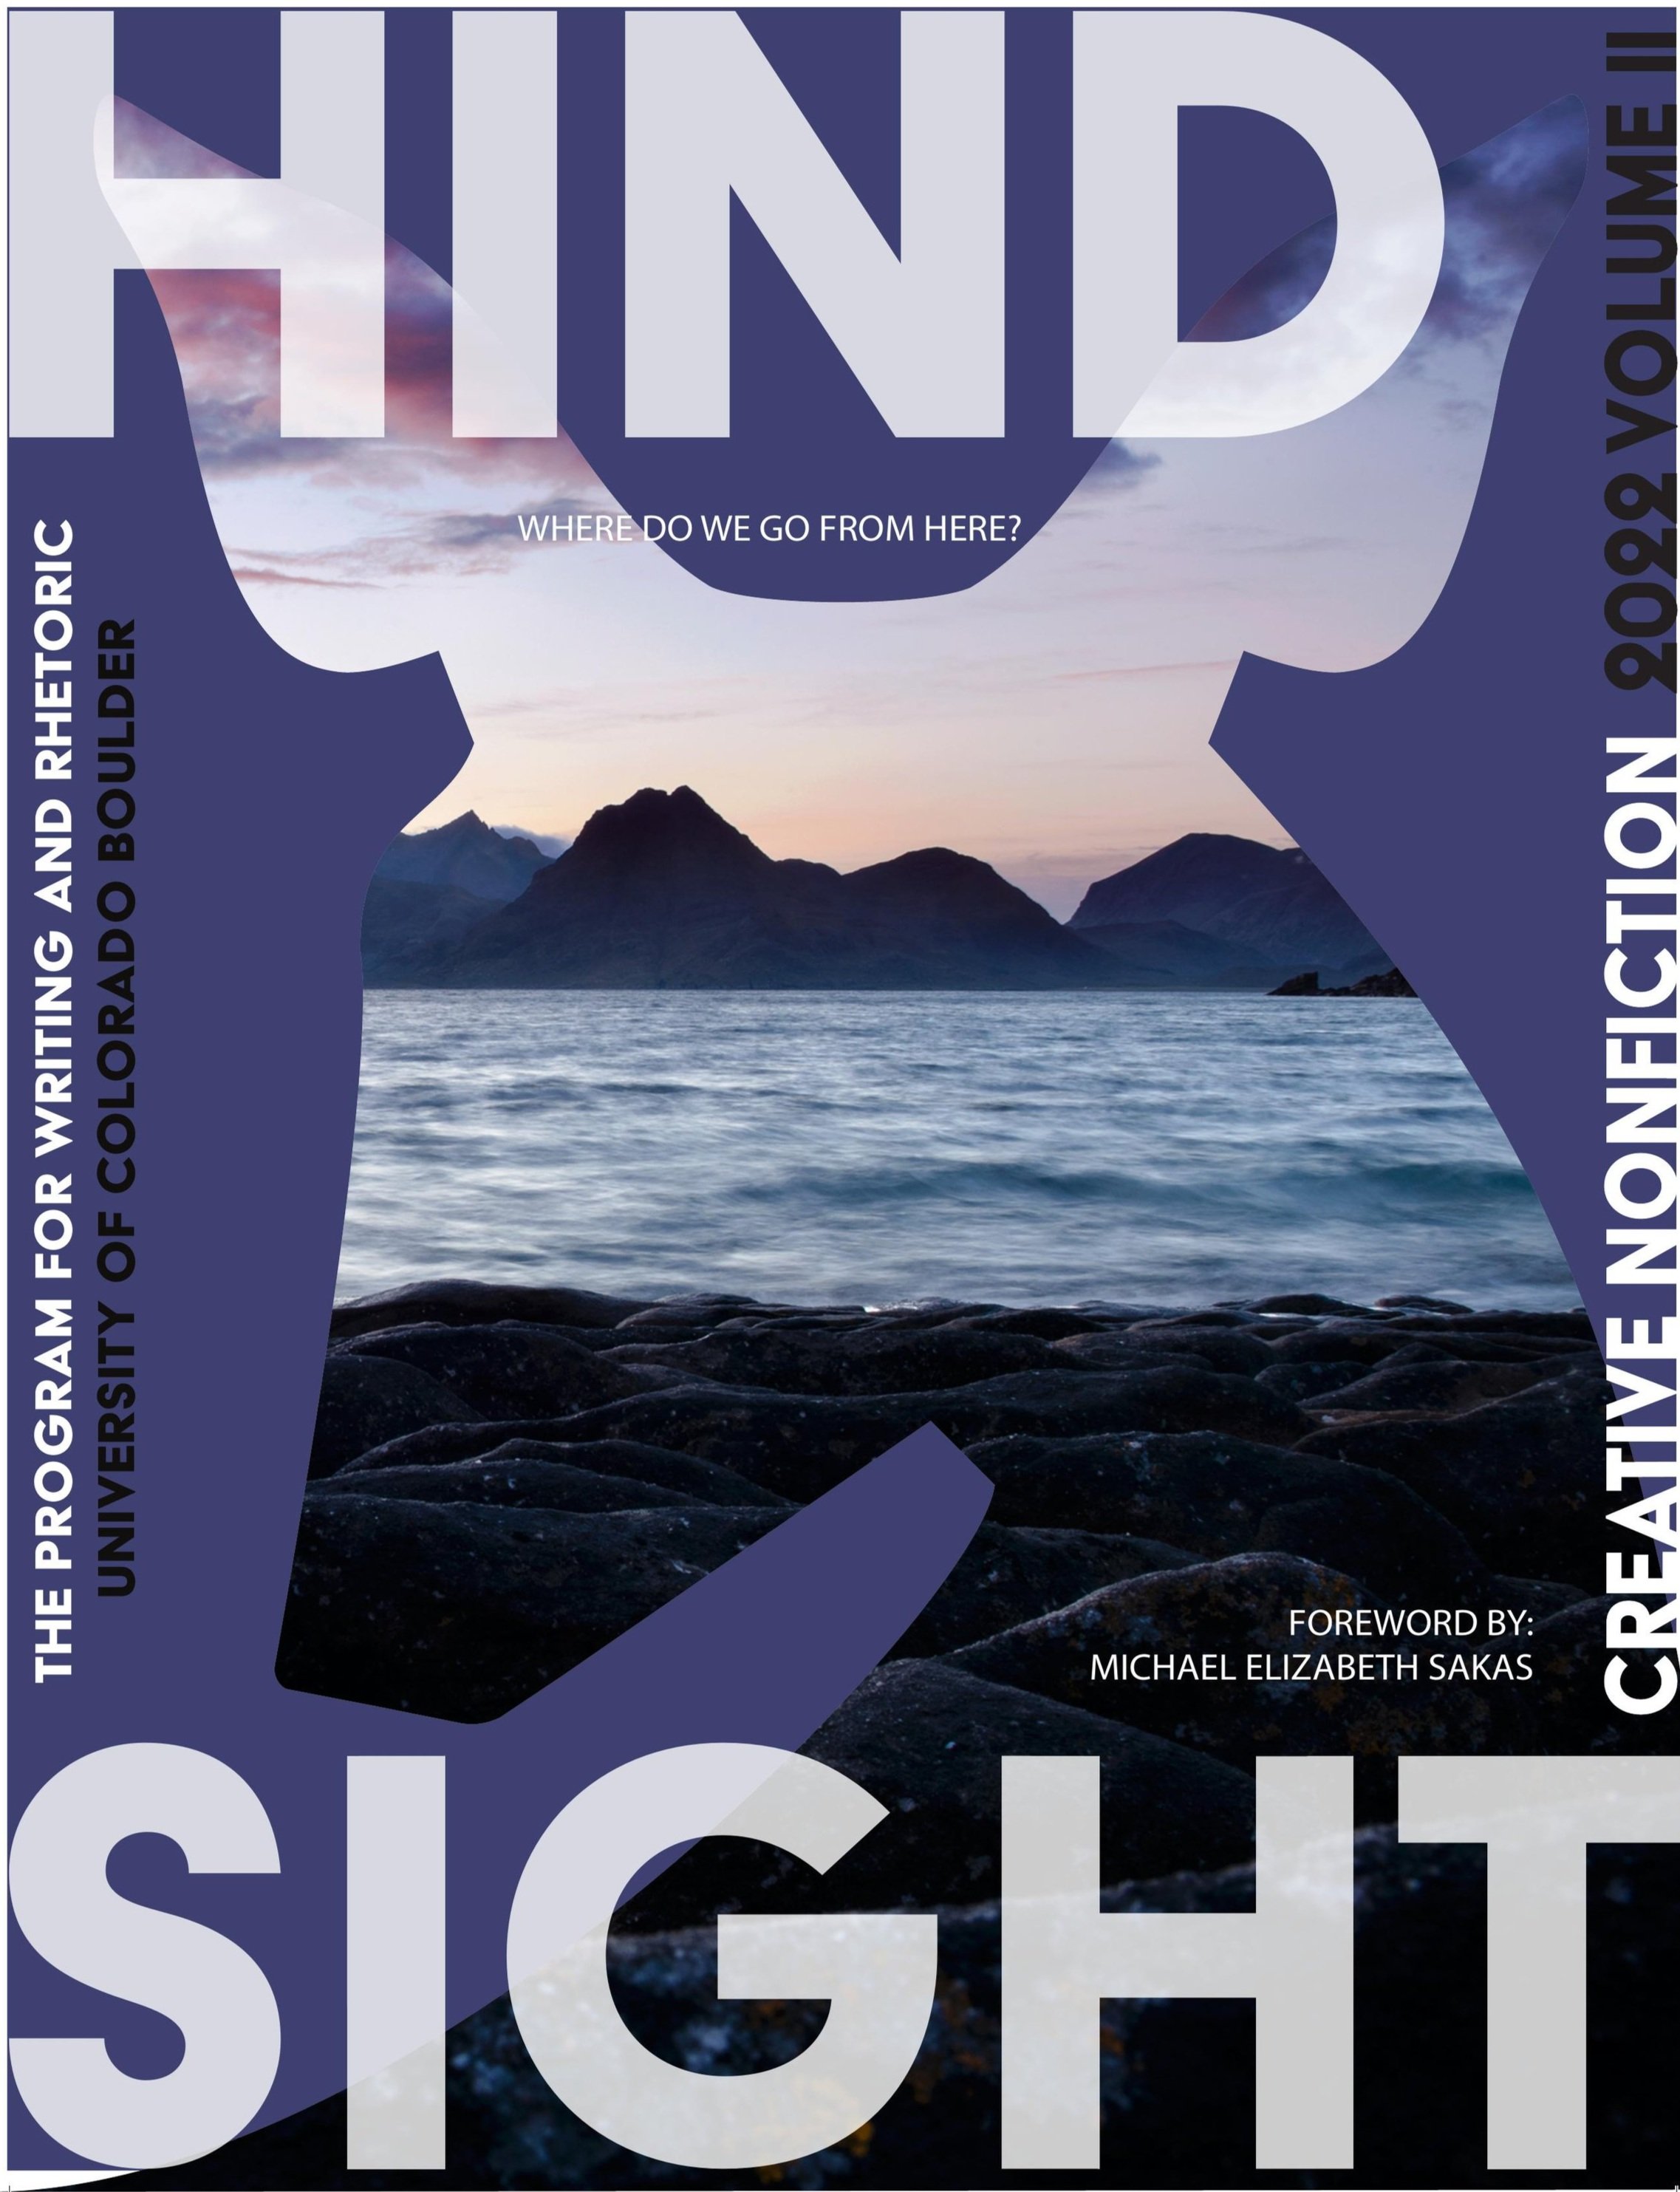 HIND
WHERE DO WE GO FROM HERE?
THE PROGRAM FOR WRITING AND RHETORIC
UNIVERSITY OF COLORADO BOULDER
CREATIVE NONFICTION 2022 VOLUME II
FOREWORD BY:
MICHAEL ELIZABETH SAKAS
SIGHT